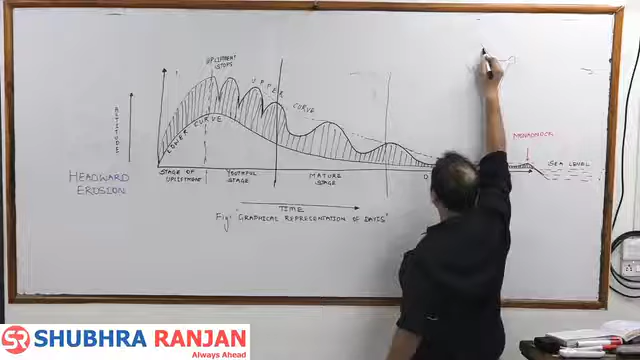 UPLIFTMENT
STOPS
UPPER
CURVE
ALTITUDE
LOWER CURVE
MONADNOCK
SEA LEVEL
HEADWARD
EROSION
STAGE OF
UPLIFTMENT
YOUTHFUL
STAGE
MATURE
STAGE
TIME
Fig: GRAPHICAL REPRESENTATION OF DAVIS'
SR SHUBHRA RANJAN
Always Ahead